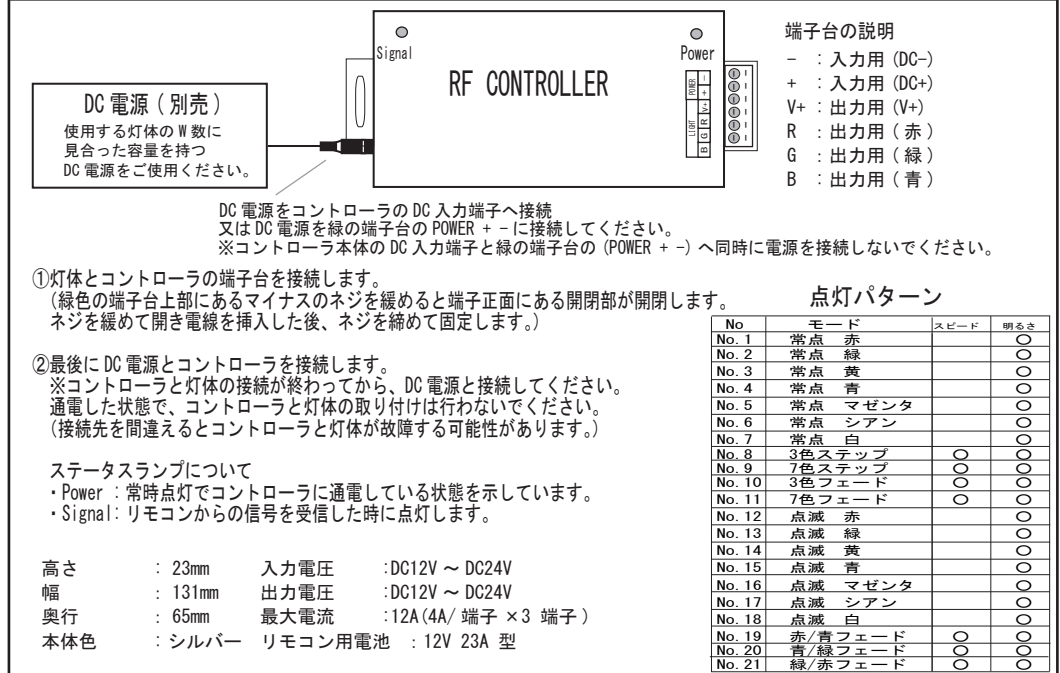 Signal
Power
RF CONTROLLER
POWER
LIGHT
－
＋
V+
R
G
B
DC電源(別売)
使用する灯体のW数に
見合った容量を持つ
DC電源をご使用ください。
端子台の説明
－ ：入力用(DC-)
＋ ：入力用(DC+)
V+：出力用(V+)
R ：出力用(赤)
G ：出力用(緑)
B ：出力用(青)
DC電源をコントローラのDC入力端子へ接続
又はDC電源を緑の端子台のPOWER + -に接続してください。
※コントローラ本体のDC入力端子と緑の端子台の(POWER + -)へ同時に電源を接続しないでください。
①灯体とコントローラの端子台を接続します。
(緑色の端子台上部にあるマイナスのネジを緩めると端子正面にある開閉部が開閉します。
ネジを緩めて開き電線を挿入した後、ネジを締めて固定します。)
②最後にDC電源とコントローラを接続します。
※コントローラと灯体の接続が終わってから、DC電源と接続してください。
通電した状態で、コントローラと灯体の取り付けは行わないでください。
(接続先を間違えるとコントローラと灯体が故障する可能性があります。)
ステータスランプについて
・Power：常時点灯でコントローラに通電している状態を示しています。
・Signal：リモコンからの信号を受信した時に点灯します。
高さ ：23mm 入力電圧 :DC12V～DC24V
幅 ：131mm 出力電圧 :DC12V～DC24V
奥行 ：65mm 最大電流 :12A(4A/端子×3端子)
本体色 ：シルバー リモコン用電池 ：12V 23A 型
点灯パターン
No モード スピード 明るさ
No.1 常点 赤 ○
No.2 常点 緑 ○
No.3 常点 黄 ○
No.4 常点 青 ○
No.5 常点 マゼンタ ○
No.6 常点 シアン ○
No.7 常点 白 ○
No.8 3色ステップ ○ ○
No.9 7色ステップ ○ ○
No.10 3色フェード ○ ○
No.11 7色フェード ○ ○
No.12 点滅 赤 ○
No.13 点滅 緑 ○
No.14 点滅 黄 ○
No.15 点滅 青 ○
No.16 点滅 マゼンタ ○
No.17 点滅 シアン ○
No.18 点滅 白 ○
No.19 赤/青フェード ○ ○
No.20 青/緑フェード ○ ○
No.21 緑/赤フェード ○ ○